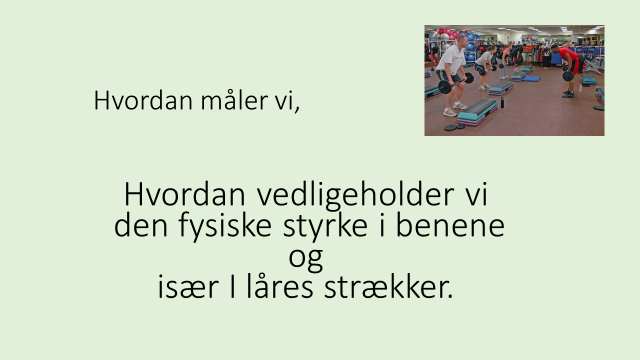 Hvordan måler vi,
Hvordan vedligeholder vi
den fysiske styrke i benene
og
især I låres strækker.